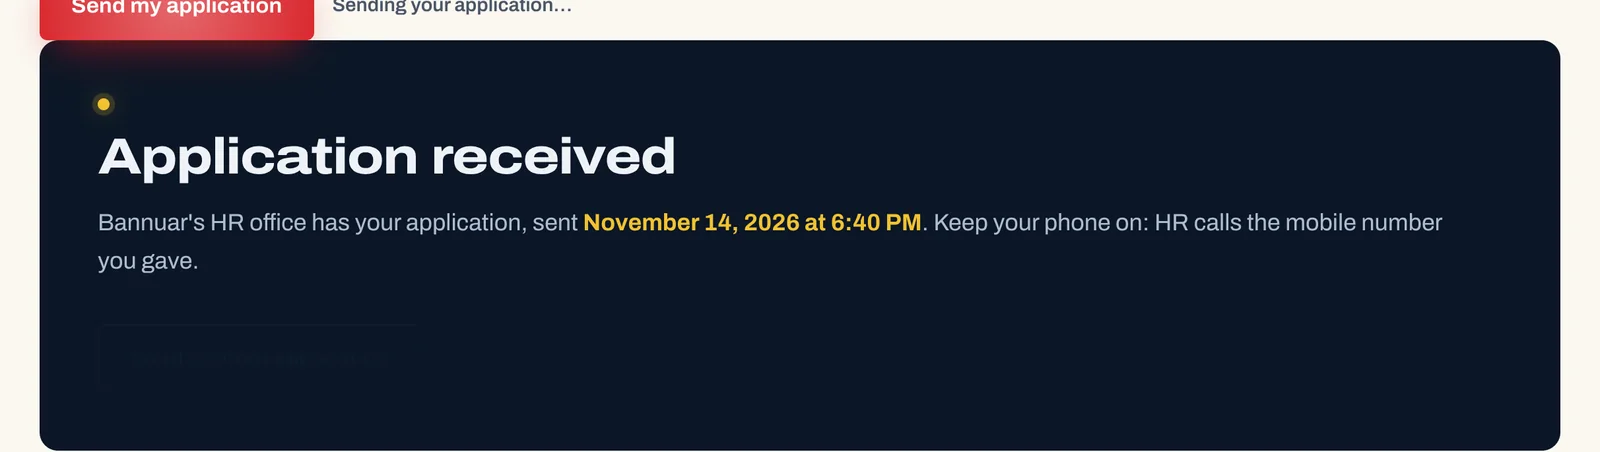 Send my application
Sending your application...
Application received
Bannuar's HR office has your application, sent November 14, 2026 at 6:40 PM. Keep your phone on: HR calls the mobile number
you gave.